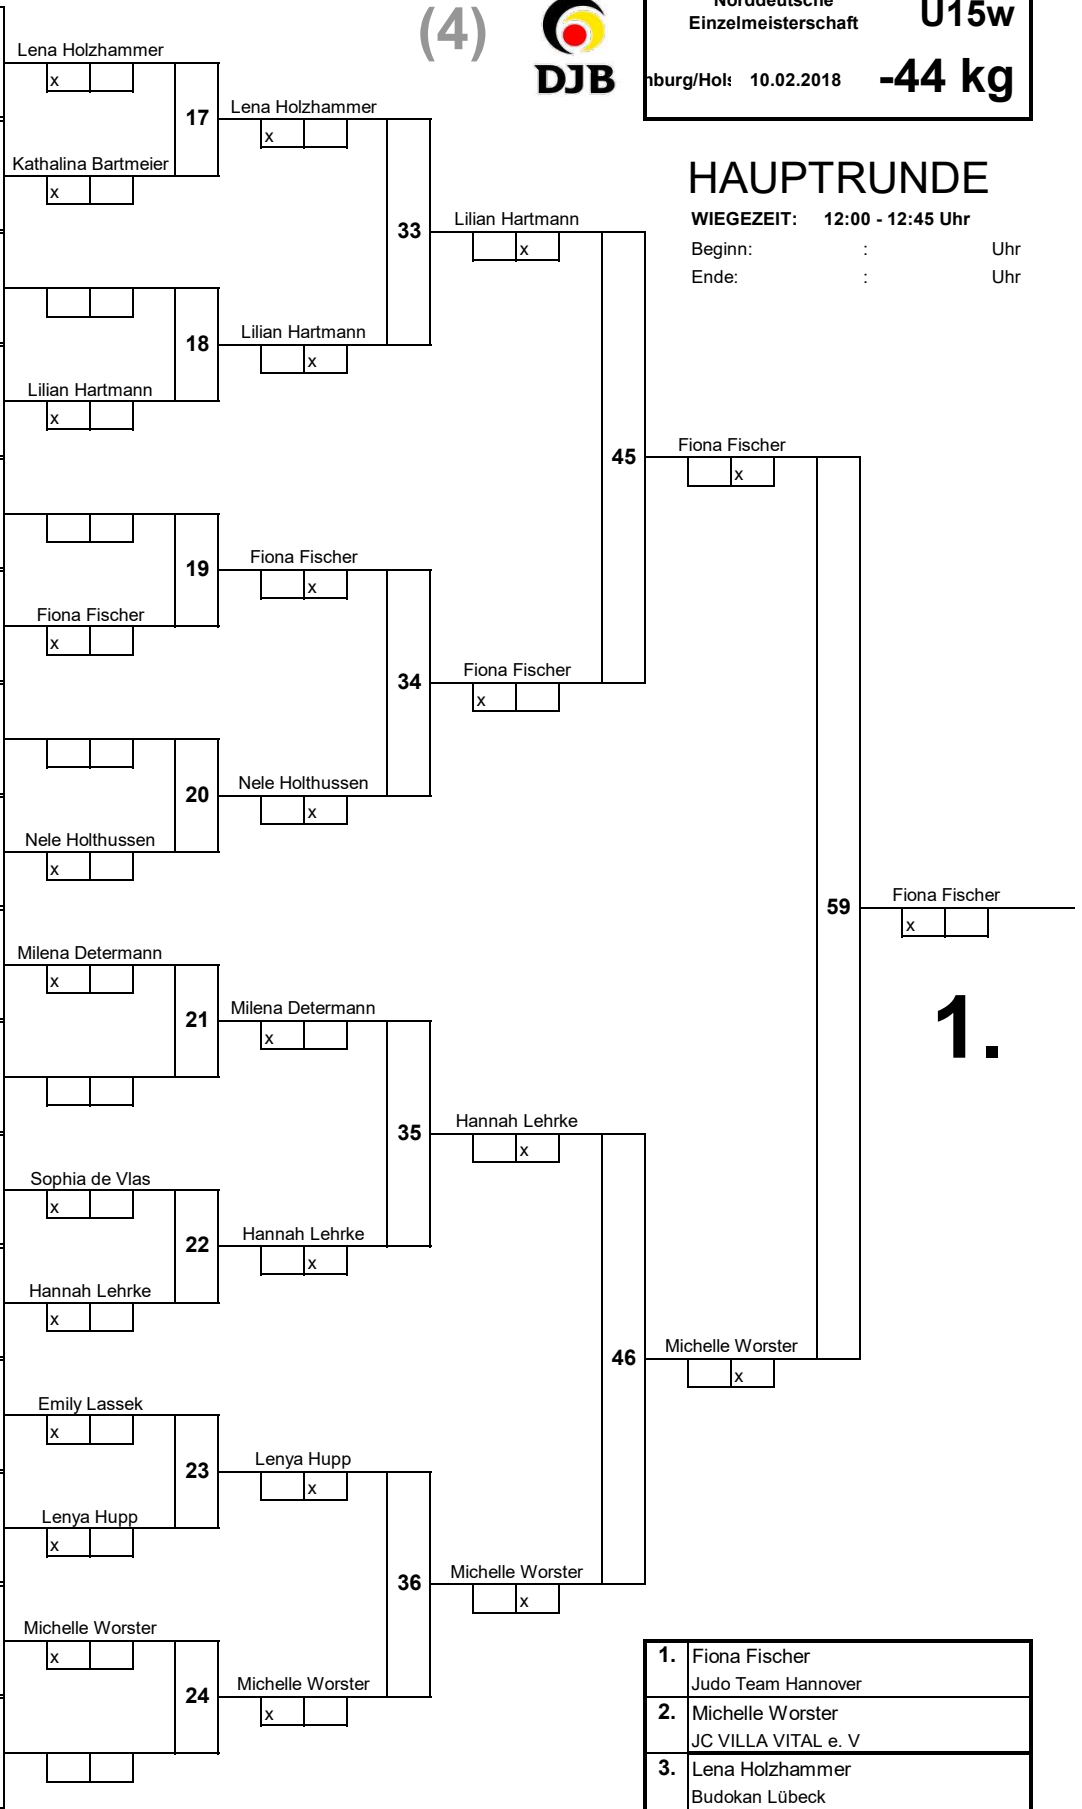 (4)
DJB
Norddeutsche
Einzelmeisterschaft
U15w
10.02.2018
-44 kg
HAUPTRUNDE
WIEGEZEIT: 12:00 - 12:45 Uhr
Beginn: : Uhr
Ende: : Uhr
Lena Holzhammer
x
17
Kathalina Bartmeier
x
18
Lilian Hartmann
x
19
Fiona Fischer
x
20
Nele Holthussen
x
Milena Determann
x
21
Sophia de Vlas
x
22
Hannah Lehrke
x
Emily Lassek
x
23
Lenya Hupp
x
Michelle Worster
x
24
Lena Holzhammer
x
33
Lilian Hartmann
x
Fiona Fischer
x
34
Nele Holthussen
x
Milena Determann
x
35
Hannah Lehrke
x
Lenya Hupp
x
36
Michelle Worster
x
Lilian Hartmann
x
45
Fiona Fischer
x
Hannah Lehrke
x
46
Michelle Worster
x
Fiona Fischer
x
59
Michelle Worster
x
Fiona Fischer
x
1.
1. Fiona Fischer
Judo Team Hannover
2. Michelle Worster
JC VILLA VITAL e. V
3. Lena Holzhammer
Budokan Lübeck